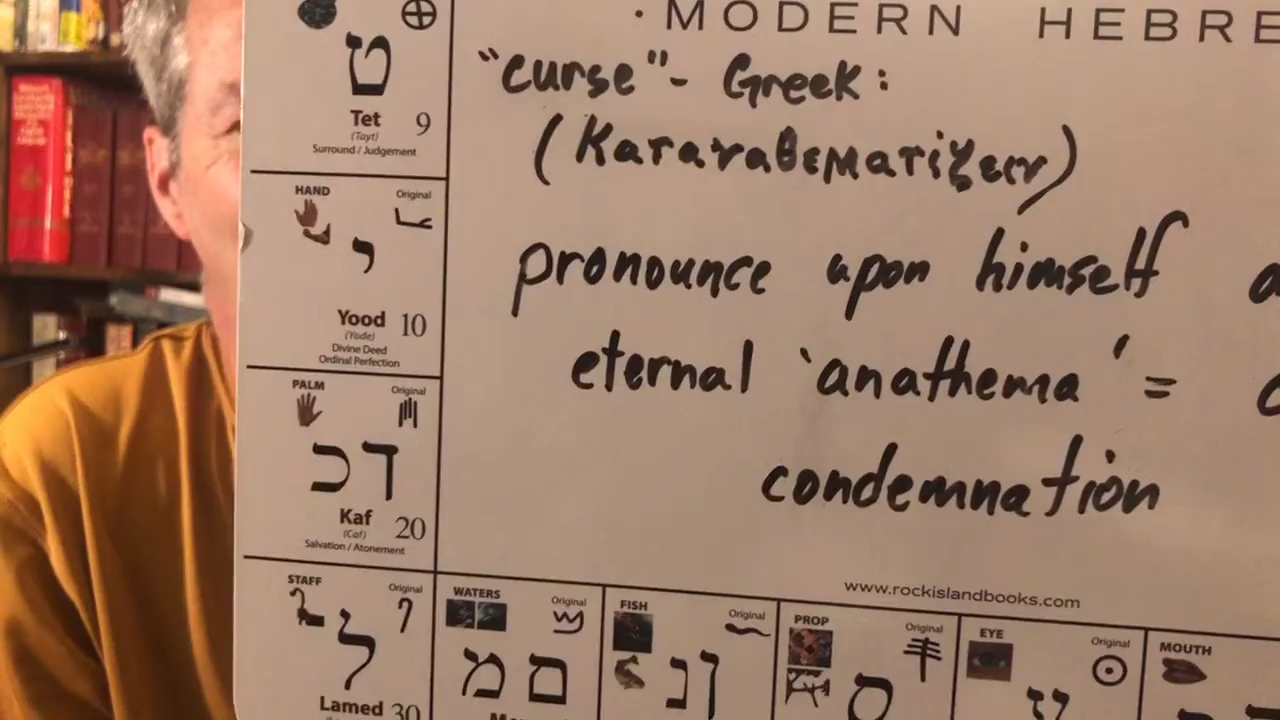 · MODERN HEBRE
"curse" - Greek:
(Καταναθεματίζειν)
pronounce upon himself a
eternal 'anathema' = c
condemnation
www.rockislandbooks.com
ט
Tet 9
(Tayt)
Surround / Judgement
HAND Original
י
Yood 10
(Yode)
Divine Deed
Ordinal Perfection
PALM Original
כ ך
Kaf 20
(Caf)
Salvation / Atonement
STAFF Original
ל
Lamed 30
WATERS Original
מ ם
FISH Original
נ ן
PROP Original
ס
EYE Original
ע
MOUTH